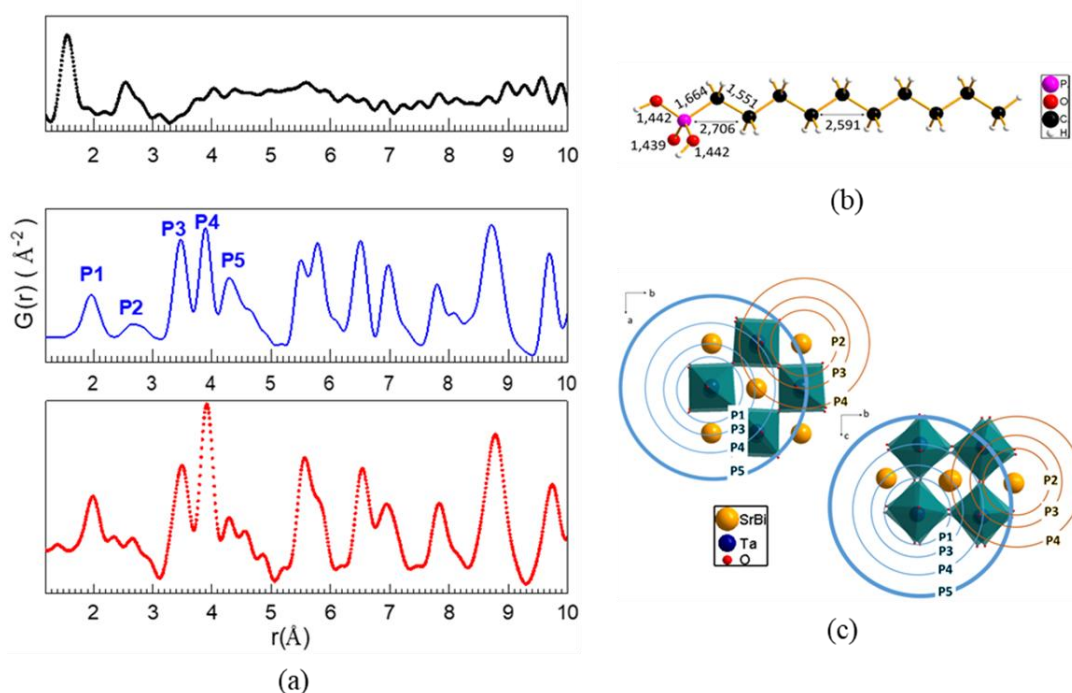 G(r) ( Å⁻²)
2 3 4 5 6 7 8 9 10
P1 P2 P3 P4 P5
2 3 4 5 6 7 8 9 10
2 3 4 5 6 7 8 9 10
r(Å)
(a)
1,664
1,551
1,442
2,706
2,591
1,439
1,442
P
O
C
H
(b)
b
a
P2
P3
P4
P1
P3
P4
P5
b
c
P2
P3
P4
P1
P3
P4
P5
SrBi
Ta
O
(c)